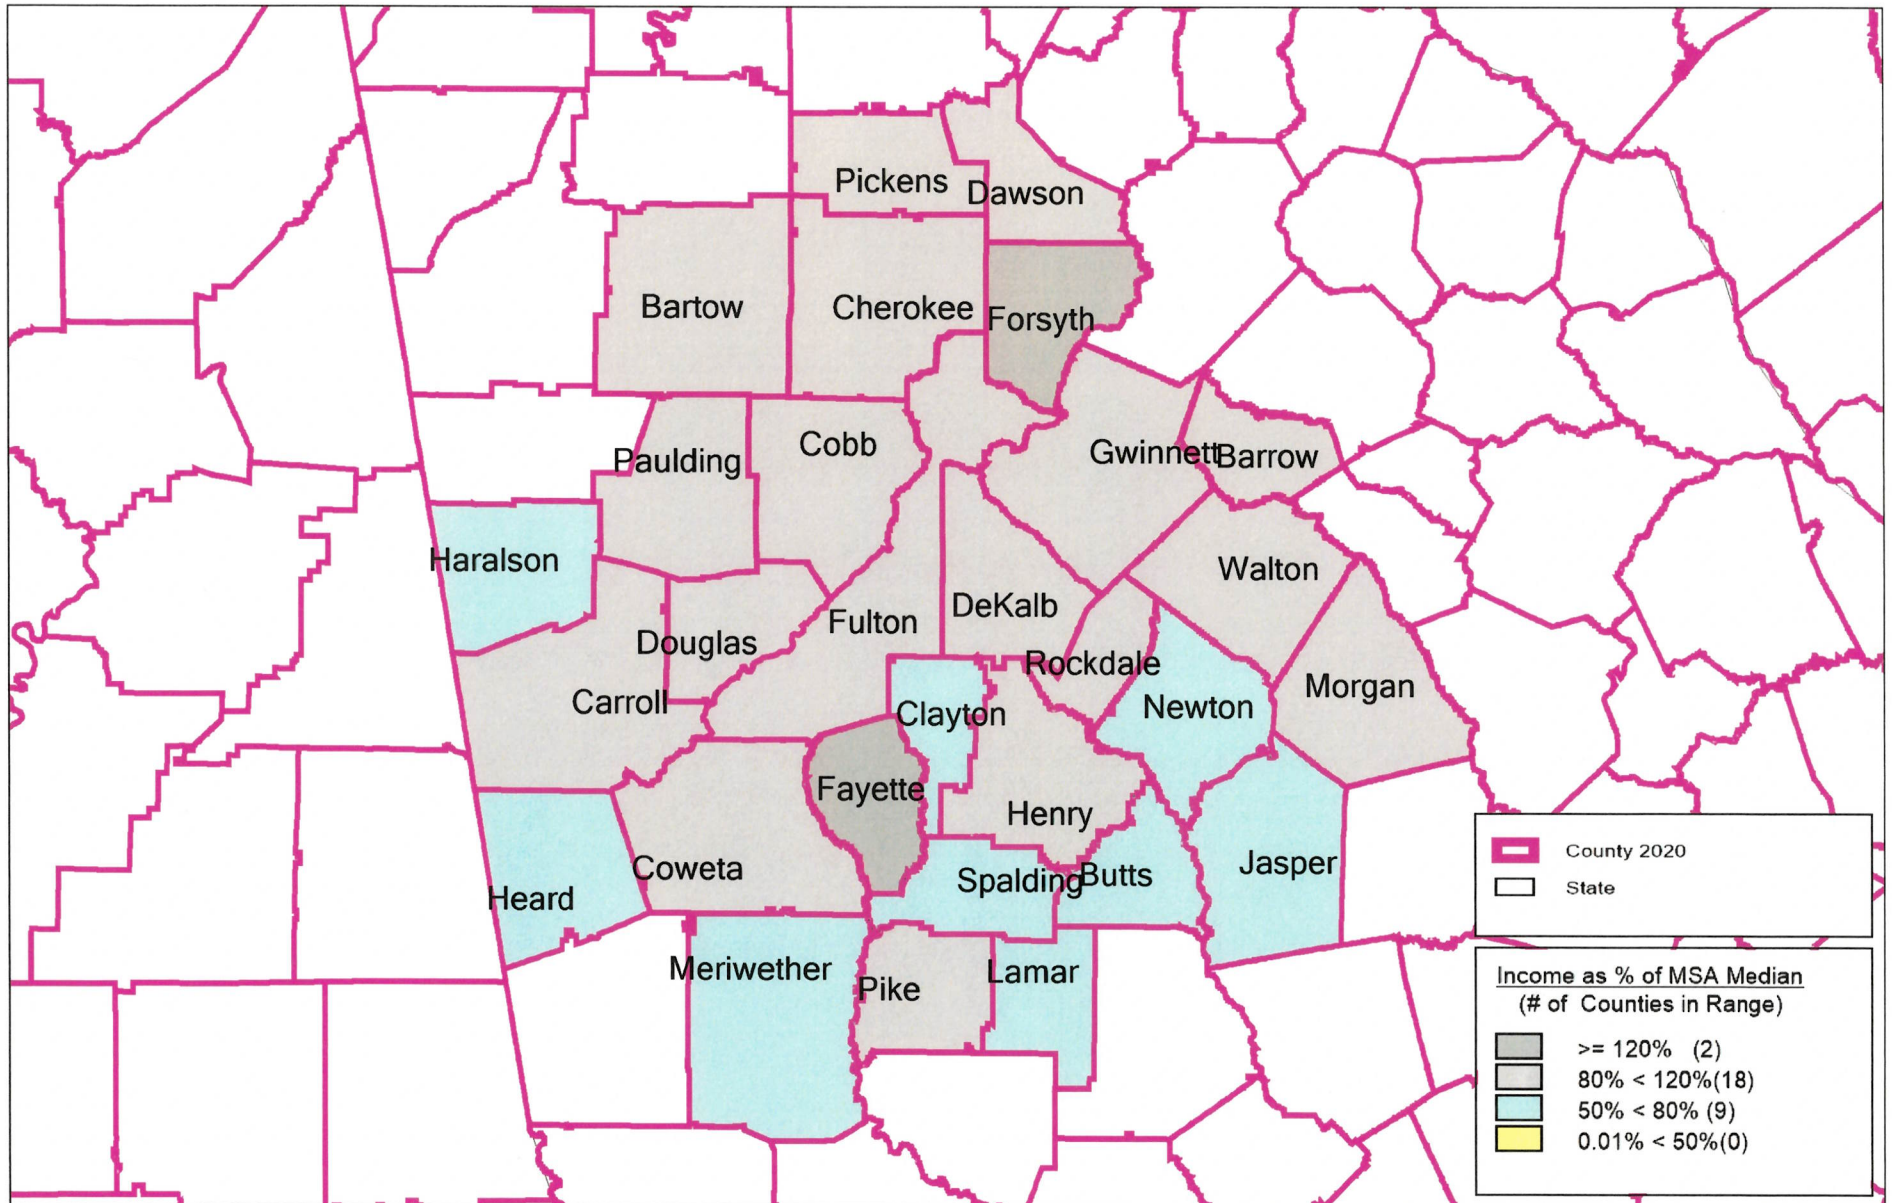 Pickens
Dawson
Bartow
Cherokee
Forsyth
Paulding
Cobb
Gwinnett
Barrow
Haralson
Walton
DeKalb
Fulton
Douglas
Rockdale
Carroll
Clayton
Newton
Morgan
Fayette
Henry
Coweta
Heard
Spalding
Butts
Jasper
Meriwether
Pike
Lamar
County 2020
State
Income as % of MSA Median
(# of Counties in Range)
>= 120% (2)
80% < 120%(18)
50% < 80% (9)
0.01% < 50%(0)